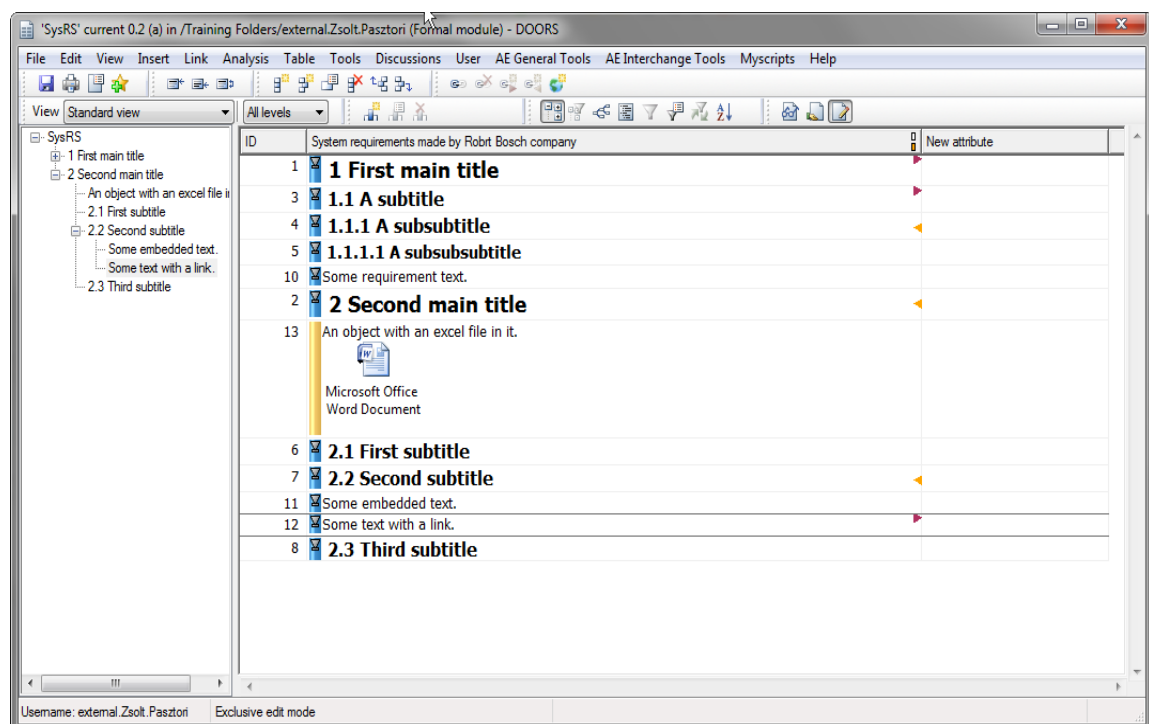 'SysRS' current 0.2 (a) in /Training Folders/external.Zsolt.Pasztori (Formal module) - DOORS
File Edit View Insert Link Analysis Table Tools Discussions User AE General Tools AE Interchange Tools Myscripts Help
View Standard view All levels
SysRS
1 First main title
2 Second main title
An object with an excel file i
2.1 First subtitle
2.2 Second subtitle
Some embedded text.
Some text with a link.
2.3 Third subtitle
ID System requirements made by Robrt Bosch company New attribute
1 1 First main title
3 1.1 A subtitle
4 1.1.1 A subsubtitle
5 1.1.1.1 A subsubsubtitle
10 Some requirement text.
2 2 Second main title
13 An object with an excel file in it.
Microsoft Office
Word Document
6 2.1 First subtitle
7 2.2 Second subtitle
11 Some embedded text.
12 Some text with a link.
8 2.3 Third subtitle
Username: external.Zsolt.Pasztori Exclusive edit mode